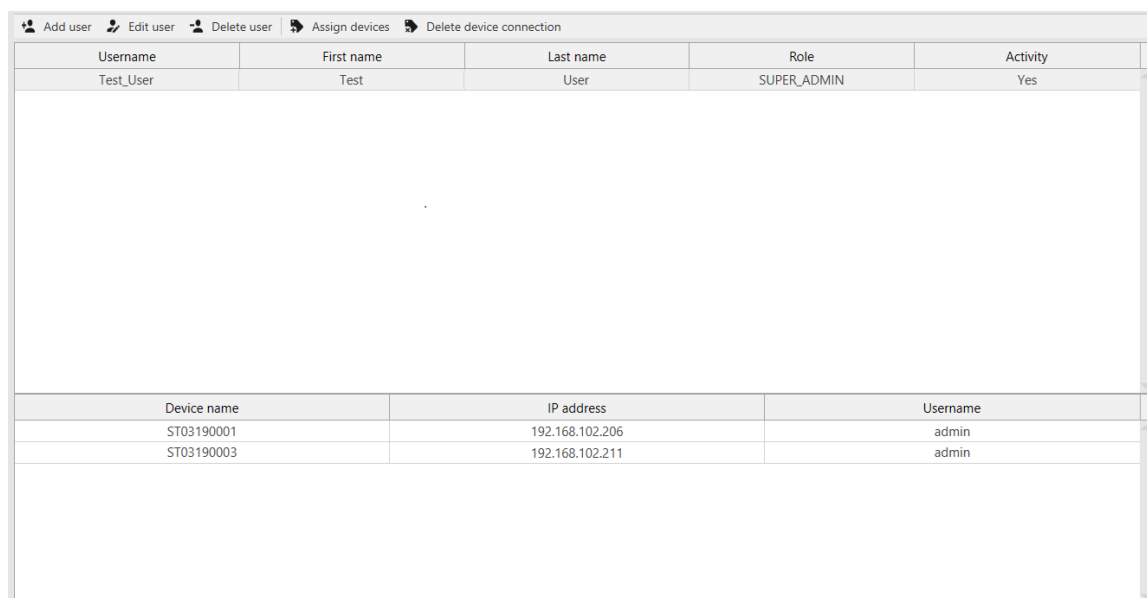 Add user Edit user Delete user Assign devices Delete device connection
Username First name Last name Role Activity
Test_User Test User SUPER_ADMIN Yes
Device name IP address Username
ST03190001 192.168.102.206 admin
ST03190003 192.168.102.211 admin